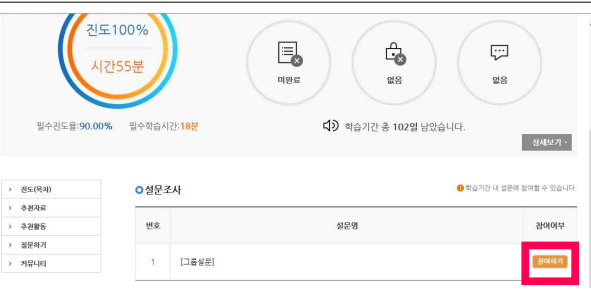 진도100%
시간55분
미완료
없음
없음
필수진도율:90.00% 필수학습시간:18분
학습기간 총 102일 남았습니다.
상세보기
진도(목차)
추천자료
추천활동
질문하기
커뮤니티
설문조사
학습기간 내 설문에 참여할 수 있습니다.
번호 설문명 참여여부
1 [그룹설문] 참여하기